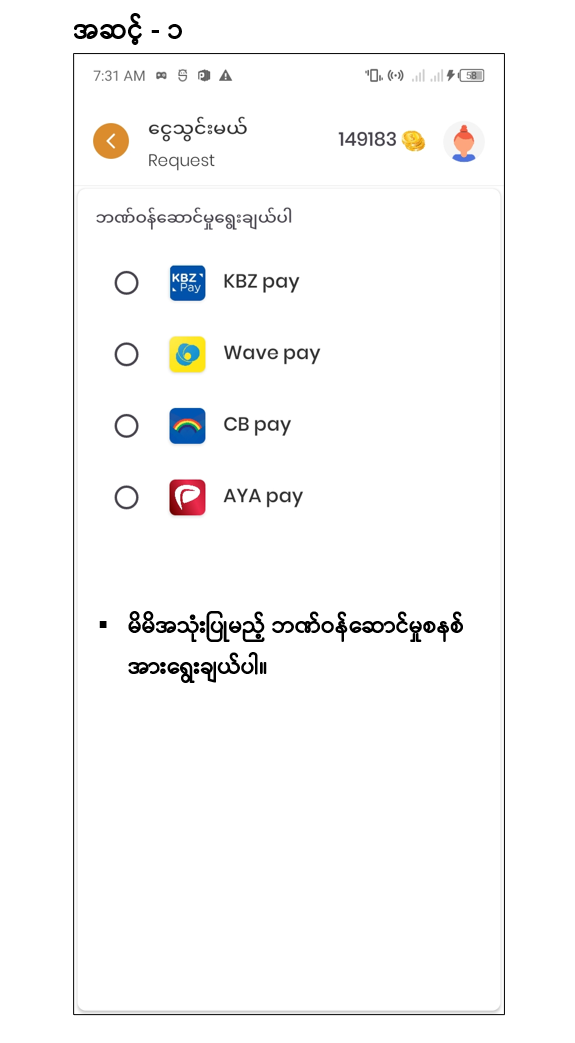 အဆင့် - ၁
7:31 AM
58
ငွေသွင်းမယ်
149183
Request
ဘဏ်ဝန်ဆောင်မှုရွေးချယ်ပါ
KBZ Pay
KBZ pay
Wave pay
CB pay
AYA pay
▪ မိမိအသုံးပြုမည့် ဘဏ်ဝန်ဆောင်မှုစနစ်
အားရွေးချယ်ပါ။